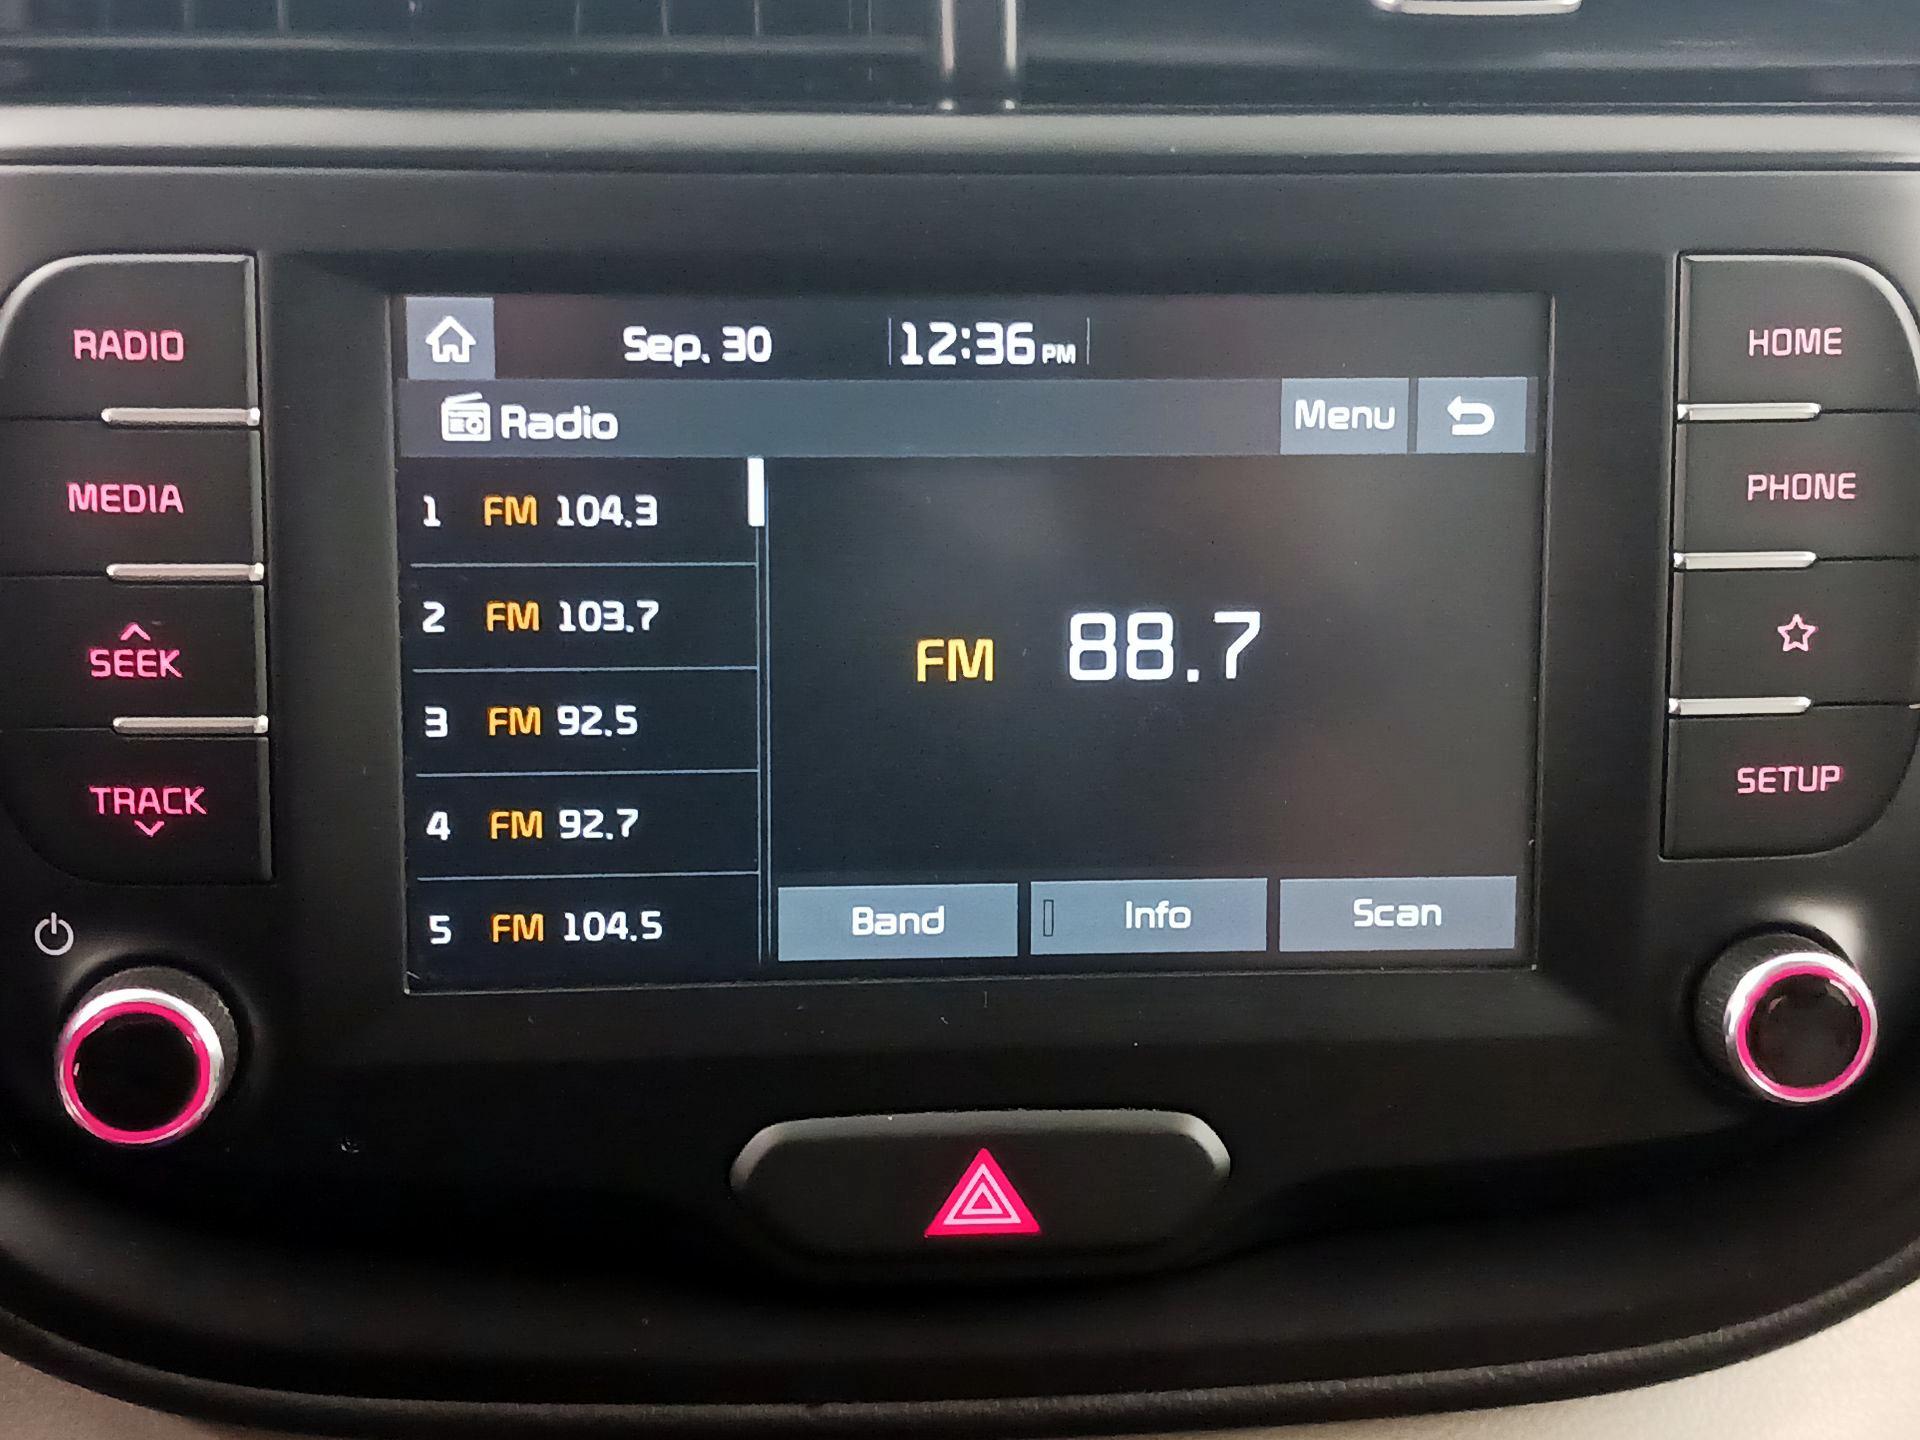 RADIO
MEDIA
SEEK
TRACK
Sep. 30 12:36 PM
Radio
Menu
1 FM 104.3
2 FM 103.7
3 FM 92.5
4 FM 92.7
5 FM 104.5
FM 88.7
Band
Info
Scan
HOME
PHONE
SETUP